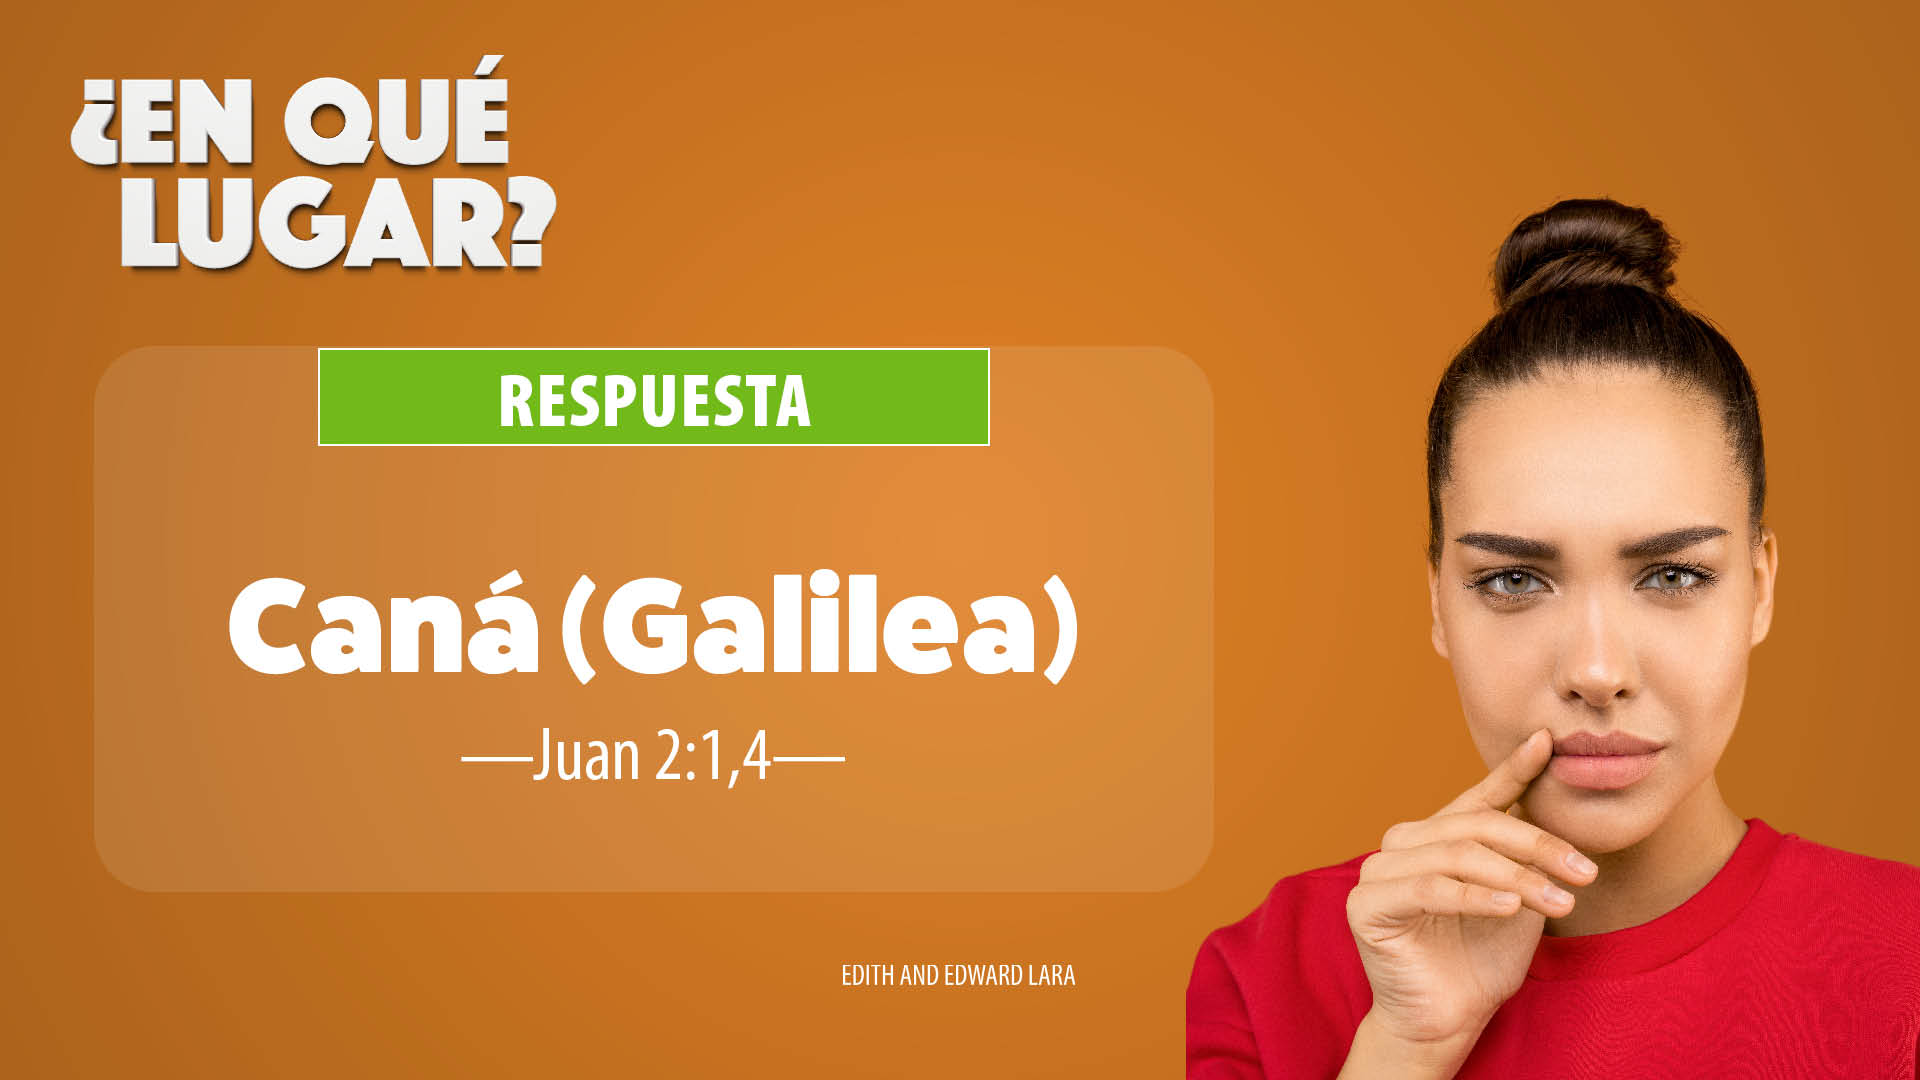 ¿EN QUÉ
LUGAR?
RESPUESTA
Caná (Galilea)
—Juan 2:1,4—
EDITH AND EDWARD LARA